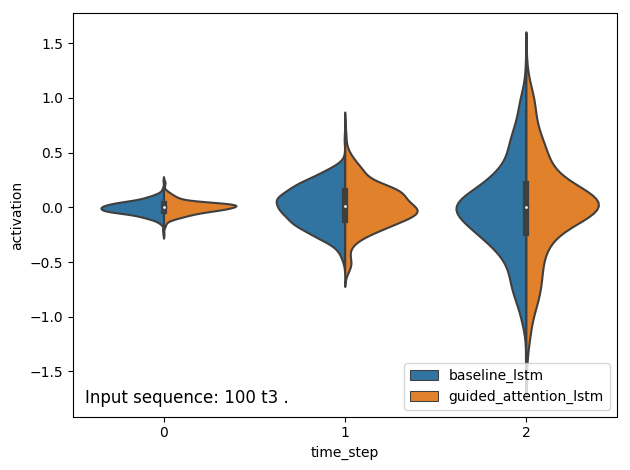 1.5
1.0
0.5
0.0
−0.5
−1.0
−1.5
activation
Input sequence: 100 t3 .
baseline_lstm
guided_attention_lstm
0
1
2
time_step